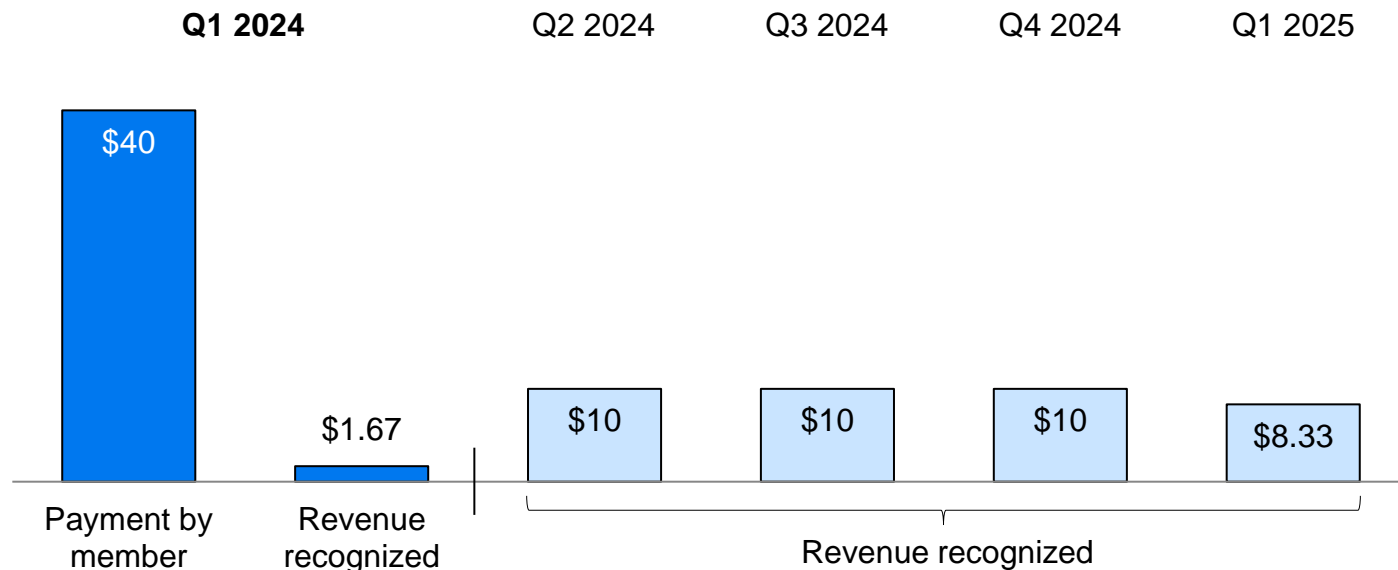 Q1 2024
Q2 2024
Q3 2024
Q4 2024
Q1 2025
$40
$1.67
$10
$10
$10
$8.33
Payment by
member
Revenue
recognized
Revenue recognized